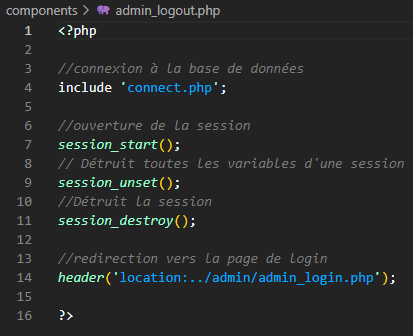 components > admin_logout.php
1 <?php
2
3 //connexion à la base de données
4 include 'connect.php';
5
6 //ouverture de la session
7 session_start();
8 // Détruit toutes les variables d'une session
9 session_unset();
10 //Détruit la session
11 session_destroy();
12
13 //redirection vers la page de login
14 header('location:../admin/admin_login.php');
15
16 ?>